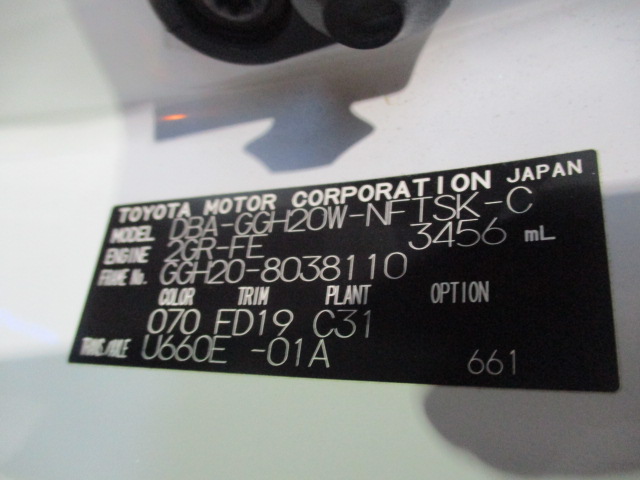 TOYOTA MOTOR CORPORATION JAPAN
MODEL DBA-GGH20W-NFTSK-C
ENGINE 2GR-FE 3456 mL
FRAME No. GGH20-8038110
COLOR TRIM PLANT OPTION
070 FD19 C31
TRANS/AXLE U660E -01A 661